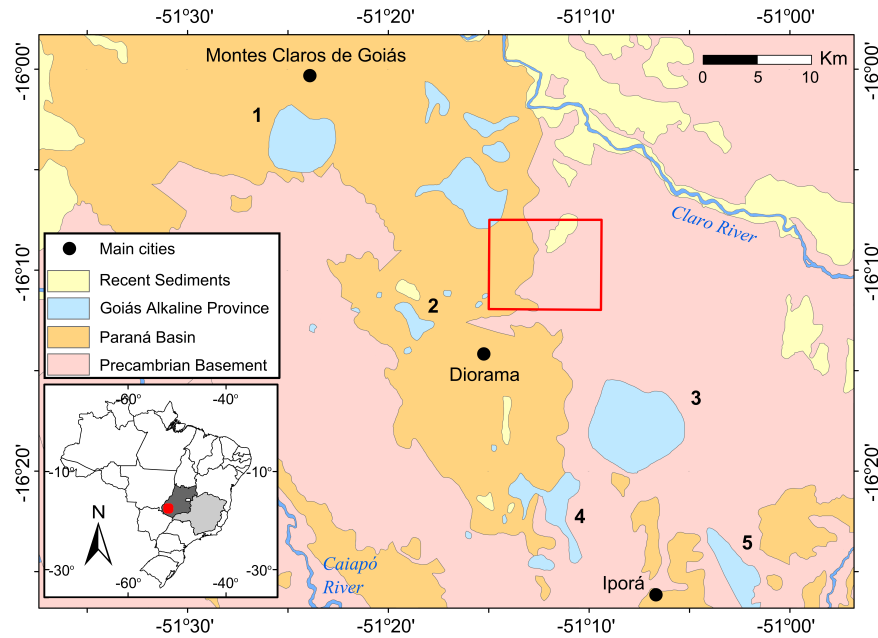 -51°30'
-51°20'
-51°10'
-51°00'
-16°00'
-16°00'
Montes Claros de Goiás
Km
0
5
10
1
Claro River
Main cities
Recent Sediments
Goiás Alkaline Province
Paraná Basin
Precambrian Basement
-16°10'
-16°10'
2
Diorama
3
-60°
-40°
-10°
-10°
N
-30°
-30°
-60°
-40°
-16°20'
-16°20'
4
5
Caiapó
River
Iporá
-51°30'
-51°20'
-51°10'
-51°00'